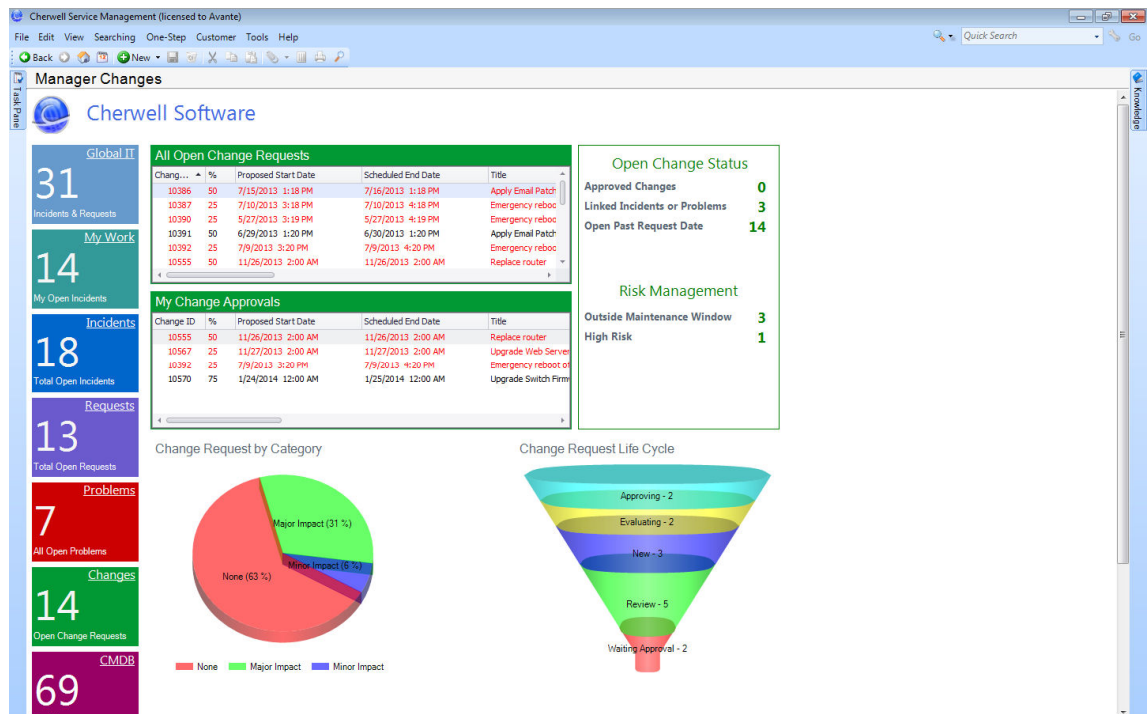 Cherwell Service Management (licensed to Avante)
File Edit View Searching One-Step Customer Tools Help
Quick Search Go
Back New
Manager Changes
Task Pane
Knowledge
Cherwell Software
Global IT
31
Incidents & Requests
My Work
14
My Open Incidents
Incidents
18
Total Open Incidents
Requests
13
Total Open Requests
Problems
7
All Open Problems
Changes
14
Open Change Requests
CMDB
69
All Open Change Requests
Chang... % Proposed Start Date Scheduled End Date Title
10386 50 7/15/2013 1:18 PM 7/16/2013 1:18 PM Apply Email Patch
10387 25 7/10/2013 3:18 PM 7/10/2013 4:18 PM Emergency reboo
10390 25 5/27/2013 3:19 PM 5/27/2013 4:19 PM Emergency reboo
10391 50 6/29/2013 1:20 PM 6/30/2013 1:20 PM Apply Email Patch
10392 25 7/9/2013 3:20 PM 7/9/2013 4:20 PM Emergency reboo
10555 50 11/26/2013 2:00 AM 11/26/2013 2:00 AM Replace router
My Change Approvals
Change ID % Proposed Start Date Scheduled End Date Title
10555 50 11/26/2013 2:00 AM 11/26/2013 2:00 AM Replace router
10567 25 11/27/2013 2:00 AM 11/27/2013 2:00 AM Upgrade Web Server
10392 25 7/9/2013 3:20 PM 7/9/2013 4:20 PM Emergency reboot of
10570 75 1/24/2014 12:00 AM 1/25/2014 12:00 AM Upgrade Switch Firm
Open Change Status
Approved Changes 0
Linked Incidents or Problems 3
Open Past Request Date 14
Risk Management
Outside Maintenance Window 3
High Risk 1
Change Request by Category
Major Impact (31 %)
Minor Impact (6 %)
None (63 %)
None Major Impact Minor Impact
Change Request Life Cycle
Approving - 2
Evaluating - 2
New - 3
Review - 5
Waiting Approval - 2